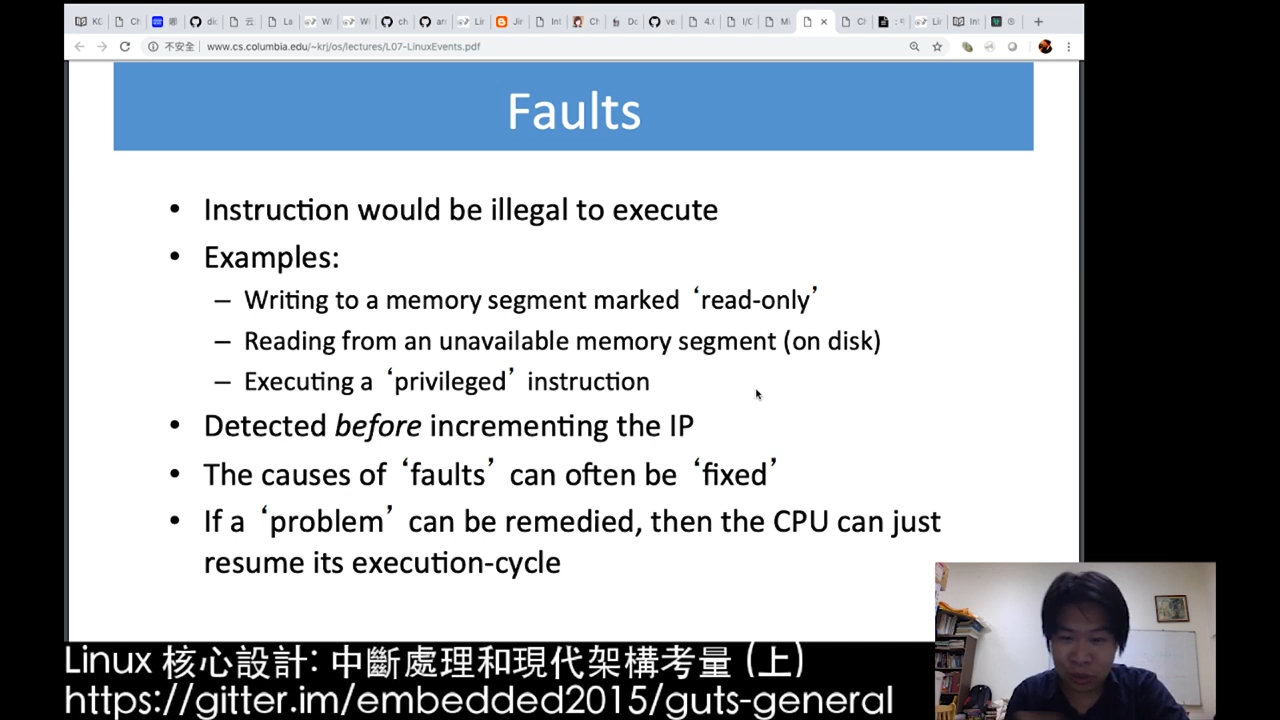 不安全
www.cs.columbia.edu/~krj/os/lectures/L07-LinuxEvents.pdf
Faults
• Instruction would be illegal to execute
• Examples:
– Writing to a memory segment marked ‘read-only’
– Reading from an unavailable memory segment (on disk)
– Executing a ‘privileged’ instruction
• Detected before incrementing the IP
• The causes of ‘faults’ can often be ‘fixed’
• If a ‘problem’ can be remedied, then the CPU can just
resume its execution-cycle
Linux 核心設計: 中斷處理和現代架構考量 (上)
https://gitter.im/embedded2015/guts-general